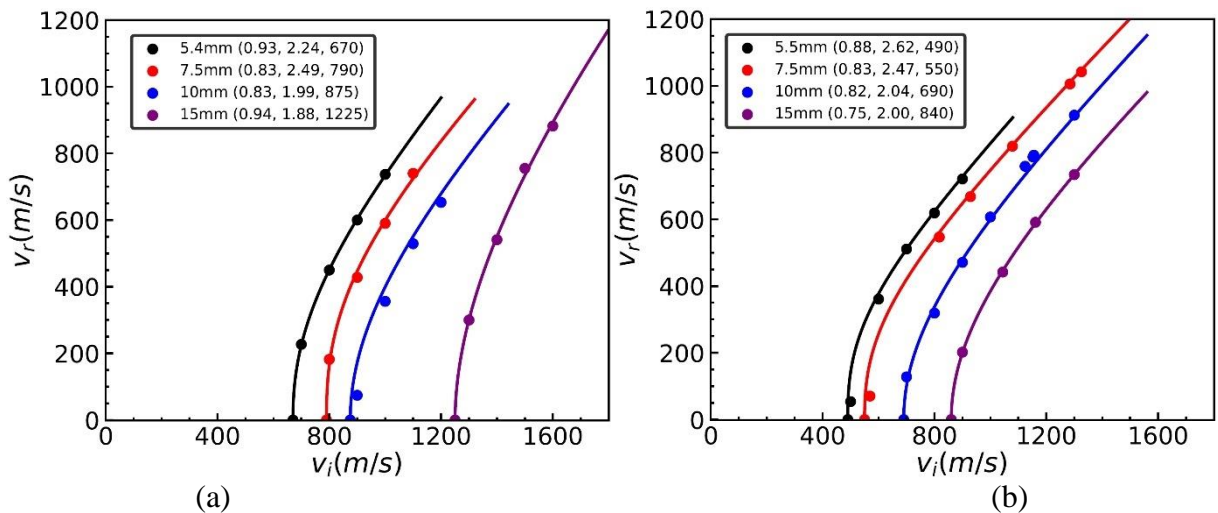 1200
1000
800
600
400
200
0
v_r(m/s)
5.4mm (0.93, 2.24, 670)
7.5mm (0.83, 2.49, 790)
10mm (0.83, 1.99, 875)
15mm (0.94, 1.88, 1225)
0 400 800 1200 1600
v_i(m/s)
(a)
1200
1000
800
600
400
200
0
v_r(m/s)
5.5mm (0.88, 2.62, 490)
7.5mm (0.83, 2.47, 550)
10mm (0.82, 2.04, 690)
15mm (0.75, 2.00, 840)
0 400 800 1200 1600
v_i(m/s)
(b)